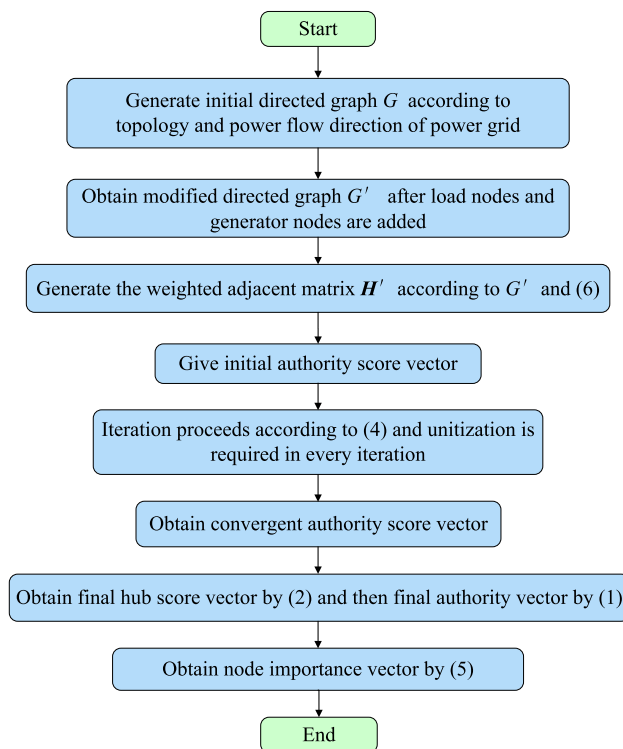 Start
Generate initial directed graph G according to
topology and power flow direction of power grid
Obtain modified directed graph G′ after load nodes and
generator nodes are added
Generate the weighted adjacent matrix H′ according to G′ and (6)
Give initial authority score vector
Iteration proceeds according to (4) and unitization is
required in every iteration
Obtain convergent authority score vector
Obtain final hub score vector by (2) and then final authority vector by (1)
Obtain node importance vector by (5)
End